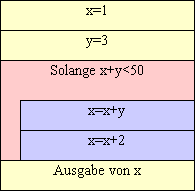 x=1
y=3
Solange x+y<50
x=x+y
x=x+2
Ausgabe von x